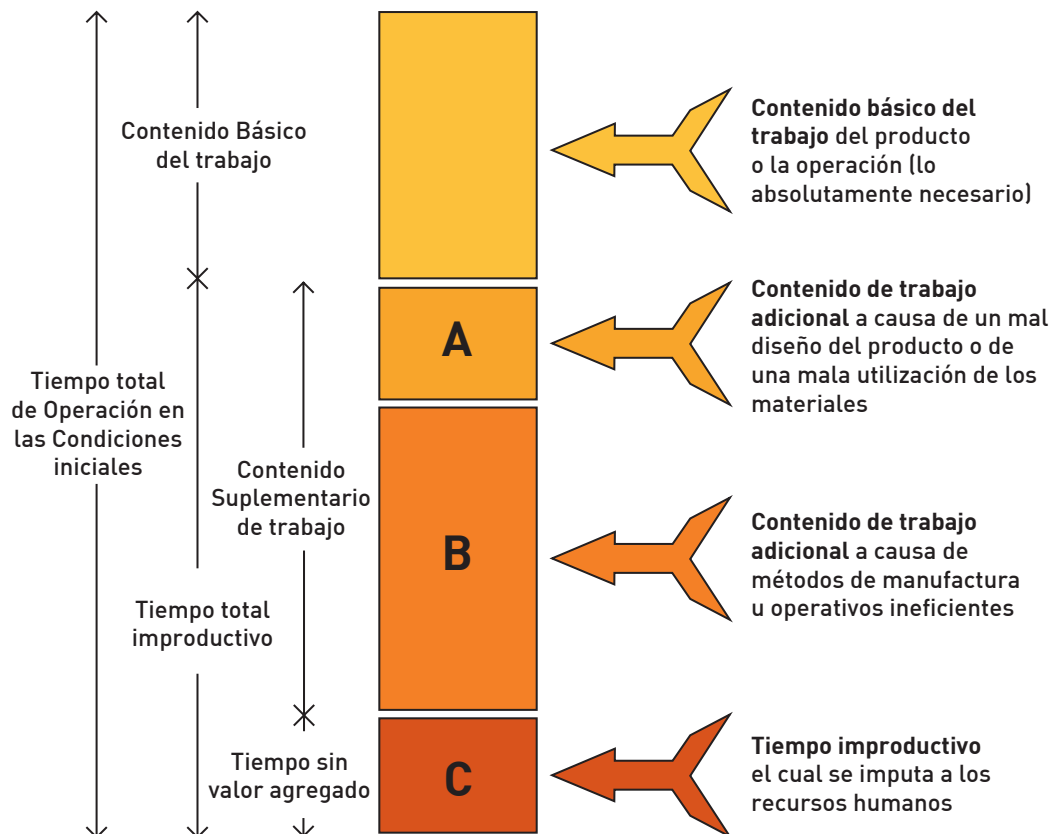 Contenido Básico
del trabajo
Tiempo total
de Operación en
las Condiciones
iniciales
Contenido
Suplementario
de trabajo
Tiempo total
improductivo
Tiempo sin
valor agregado
A
B
C
Contenido básico del
trabajo del producto
o la operación (lo
absolutamente necesario)
Contenido de trabajo
adicional a causa de un mal
diseño del producto o de
una mala utilización de los
materiales
Contenido de trabajo
adicional a causa de
métodos de manufactura
u operativos ineficientes
Tiempo improductivo
el cual se imputa a los
recursos humanos